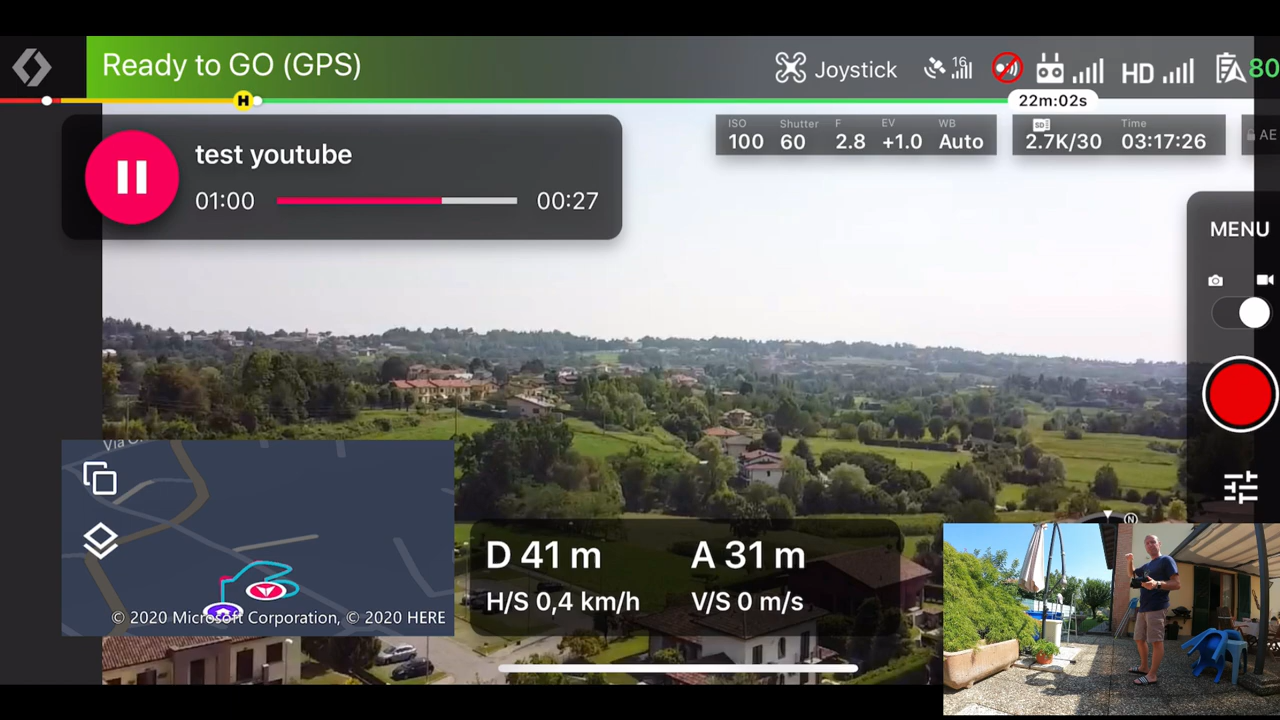 Ready to GO (GPS)
Joystick
16
HD
80
H
22m:02s
ISO
100
Shutter
60
F
2.8
EV
+1.0
WB
Auto
SD
2.7K/30
Time
03:17:26
AE
test youtube
01:00
00:27
MENU
D 41 m
A 31 m
H/S 0,4 km/h
V/S 0 m/s
N
© 2020 Microsoft Corporation, © 2020 HERE